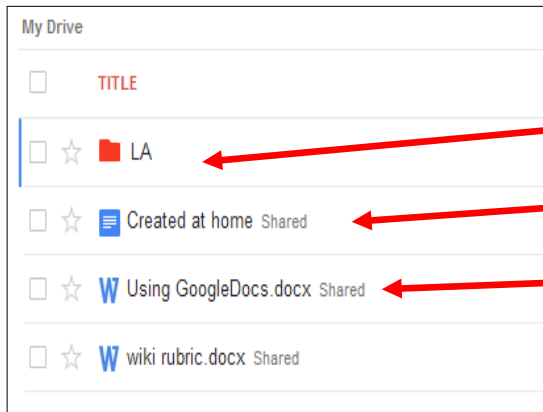 My Drive
TITLE
LA
Created at home Shared
Using GoogleDocs.docx Shared
wiki rubric.docx Shared